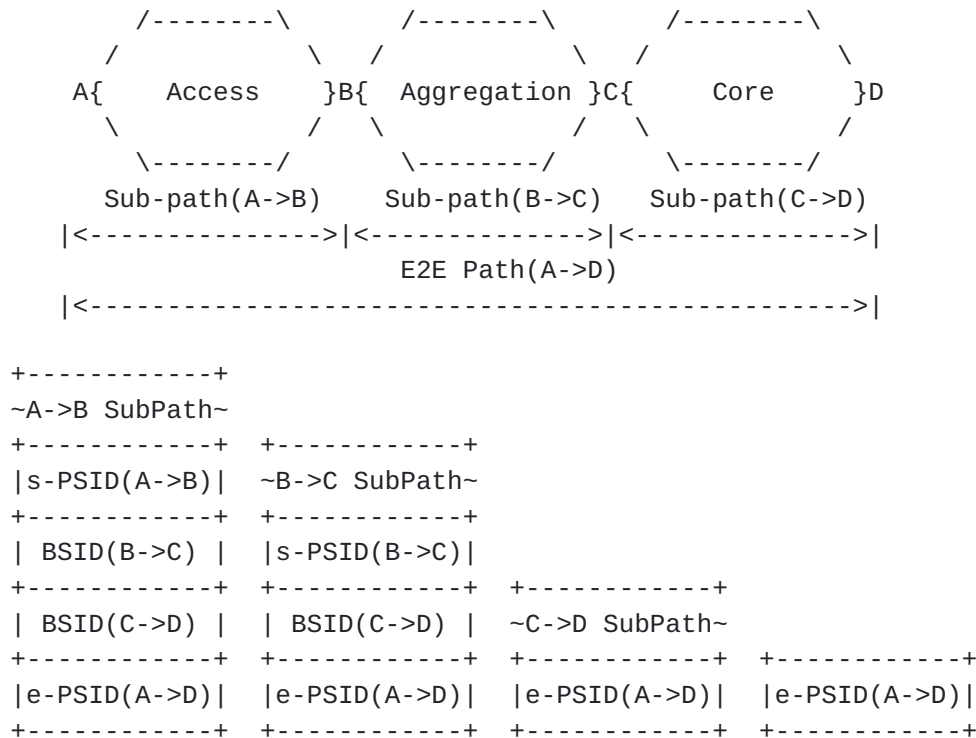 /--------\       /--------\       /--------\
       /            \   /            \   /            \
     A{    Access    }B{  Aggregation }C{     Core     }D
       \            /   \            /   \            /
         \--------/       \--------/       \--------/
       Sub-path(A->B)    Sub-path(B->C)   Sub-path(C->D)
    |<--------------->|<-------------->|<-------------->|
                          E2E Path(A->D)
    |<------------------------------------------------->|

 +------------+
 ~A->B SubPath~
 +------------+  +------------+
 |s-PSID(A->B)|  ~B->C SubPath~
 +------------+  +------------+
 | BSID(B->C) |  |s-PSID(B->C)|
 +------------+  +------------+  +------------+
 | BSID(C->D) |  | BSID(C->D) |  ~C->D SubPath~
 +------------+  +------------+  +------------+  +------------+
 |e-PSID(A->D)|  |e-PSID(A->D)|  |e-PSID(A->D)|  |e-PSID(A->D)|
 +------------+  +------------+  +------------+  +------------+